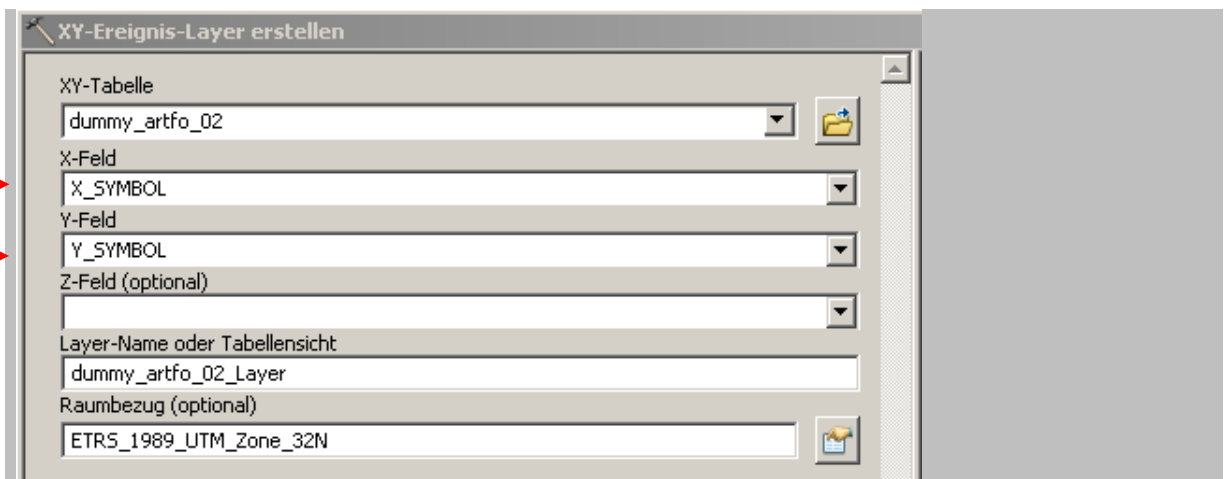 XY-Ereignis-Layer erstellen
XY-Tabelle
dummy_artfo_02
X-Feld
X_SYMBOL
Y-Feld
Y_SYMBOL
Z-Feld (optional)
Layer-Name oder Tabellensicht
dummy_artfo_02_Layer
Raumbezug (optional)
ETRS_1989_UTM_Zone_32N